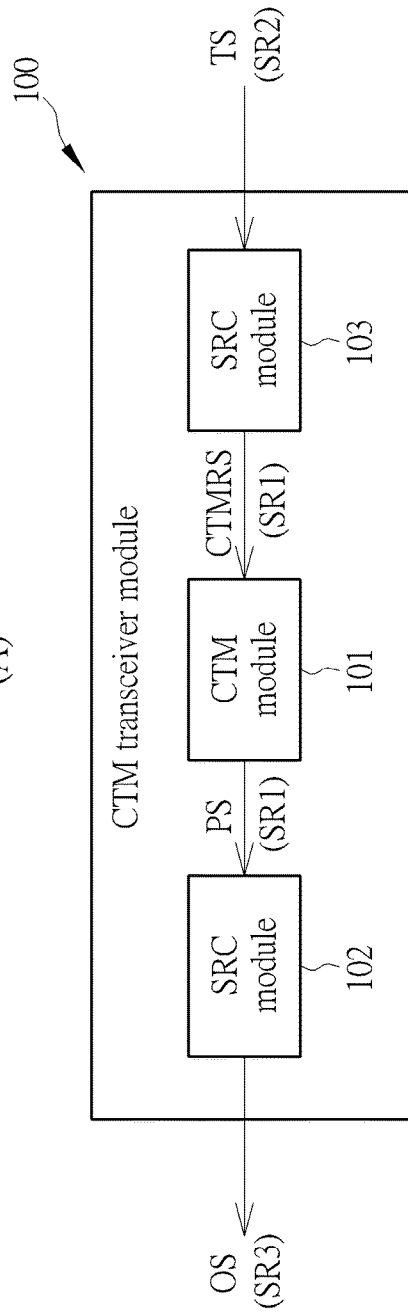 (A)
100
CTM transceiver module
OS
(SR3)
SRC
module
102
PS
(SR1)
CTM
module
101
CTMRS
(SR1)
SRC
module
103
TS
(SR2)